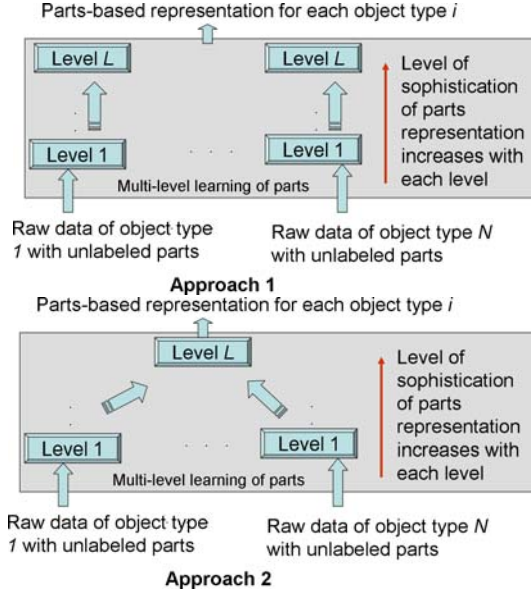 Parts-based representation for each object type i
Level L
Level L
Level of
sophistication
of parts
representation
increases with
each level
Level 1
Level 1
Multi-level learning of parts
Raw data of object type
1 with unlabeled parts
Raw data of object type N
with unlabeled parts
Approach 1
Parts-based representation for each object type i
Level L
Level of
sophistication
of parts
representation
increases with
each level
Level 1
Level 1
Multi-level learning of parts
Raw data of object type
1 with unlabeled parts
Raw data of object type N
with unlabeled parts
Approach 2